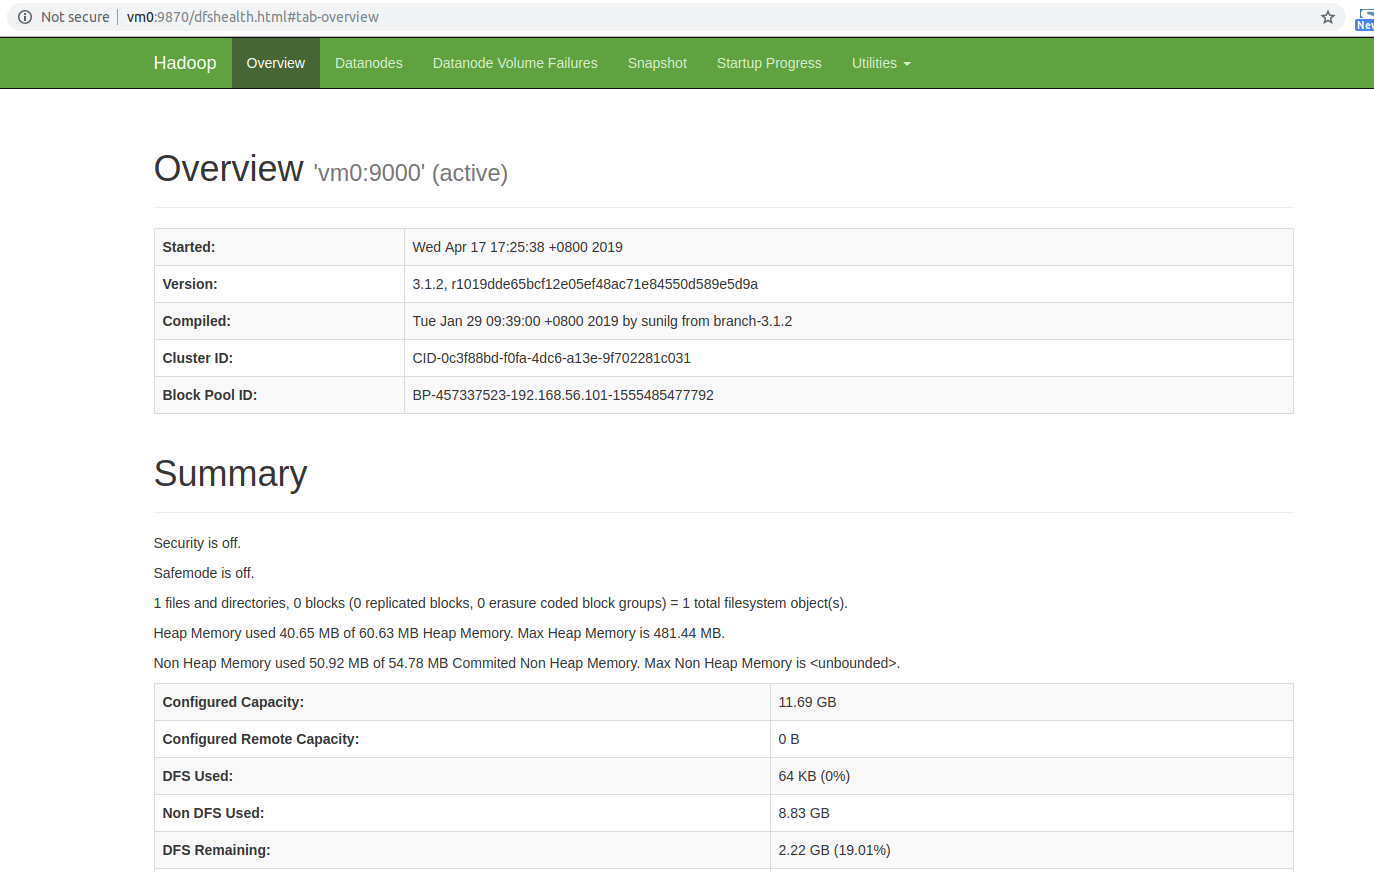 Not secure | vm0:9870/dfshealth.html#tab-overview
Hadoop Overview Datanodes Datanode Volume Failures Snapshot Startup Progress Utilities
Overview 'vm0:9000' (active)
Started: Wed Apr 17 17:25:38 +0800 2019
Version: 3.1.2, r1019dde65bcf12e05ef48ac71e84550d589e5d9a
Compiled: Tue Jan 29 09:39:00 +0800 2019 by sunilg from branch-3.1.2
Cluster ID: CID-0c3f88bd-f0fa-4dc6-a13e-9f702281c031
Block Pool ID: BP-457337523-192.168.56.101-1555485477792
Summary
Security is off.
Safemode is off.
1 files and directories, 0 blocks (0 replicated blocks, 0 erasure coded block groups) = 1 total filesystem object(s).
Heap Memory used 40.65 MB of 60.63 MB Heap Memory. Max Heap Memory is 481.44 MB.
Non Heap Memory used 50.92 MB of 54.78 MB Commited Non Heap Memory. Max Non Heap Memory is <unbounded>.
Configured Capacity: 11.69 GB
Configured Remote Capacity: 0 B
DFS Used: 64 KB (0%)
Non DFS Used: 8.83 GB
DFS Remaining: 2.22 GB (19.01%)